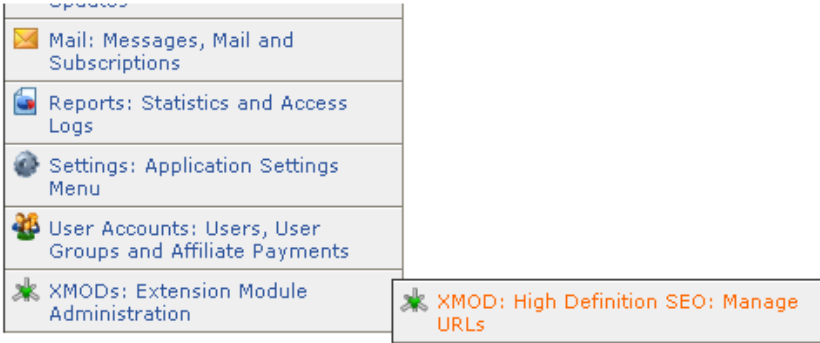 Updates
Mail: Messages, Mail and
Subscriptions
Reports: Statistics and Access
Logs
Settings: Application Settings
Menu
User Accounts: Users, User
Groups and Affiliate Payments
XMODs: Extension Module
Administration
XMOD: High Definition SEO: Manage
URLs